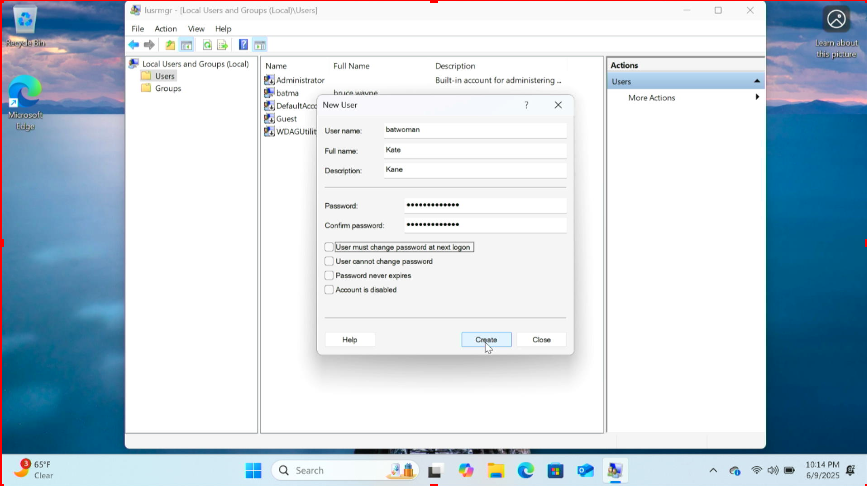 lusrmgr - [Local Users and Groups (Local)\Users]
Recycle Bin
Learn about
this picture
File Action View Help
Local Users and Groups (Local)
Users
Groups
Name Full Name Description
Administrator Built-in account for administering ...
batma bruce wayne
DefaultAcc
Guest
WDAGUtilit
Actions
Users
More Actions
Microsoft
Edge
New User
User name: batwoman
Full name: Kate
Description: Kane
Password:
Confirm password:
User must change password at next logon
User cannot change password
Password never expires
Account is disabled
Help Create Close
3
65°F
Clear
Search
10:14 PM
6/9/2025